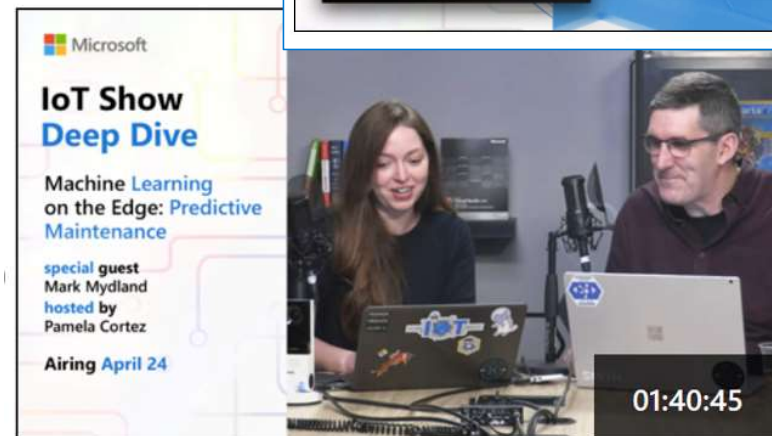 Microsoft
IoT Show
Deep Dive
Machine Learning
on the Edge: Predictive
Maintenance
special guest
Mark Mydland
hosted by
Pamela Cortez
Airing April 24
IOT
01:40:45